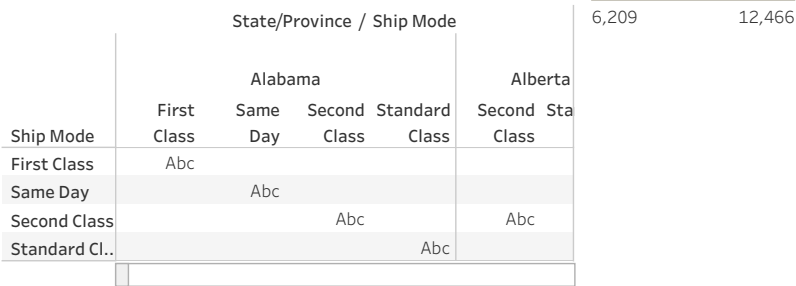 State/Province / Ship Mode
6,209 12,466
Alabama Alberta
First Same Second Standard Second Sta
Ship Mode Class Day Class Class Class
First Class Abc
Same Day Abc
Second Class Abc Abc
Standard Cl.. Abc